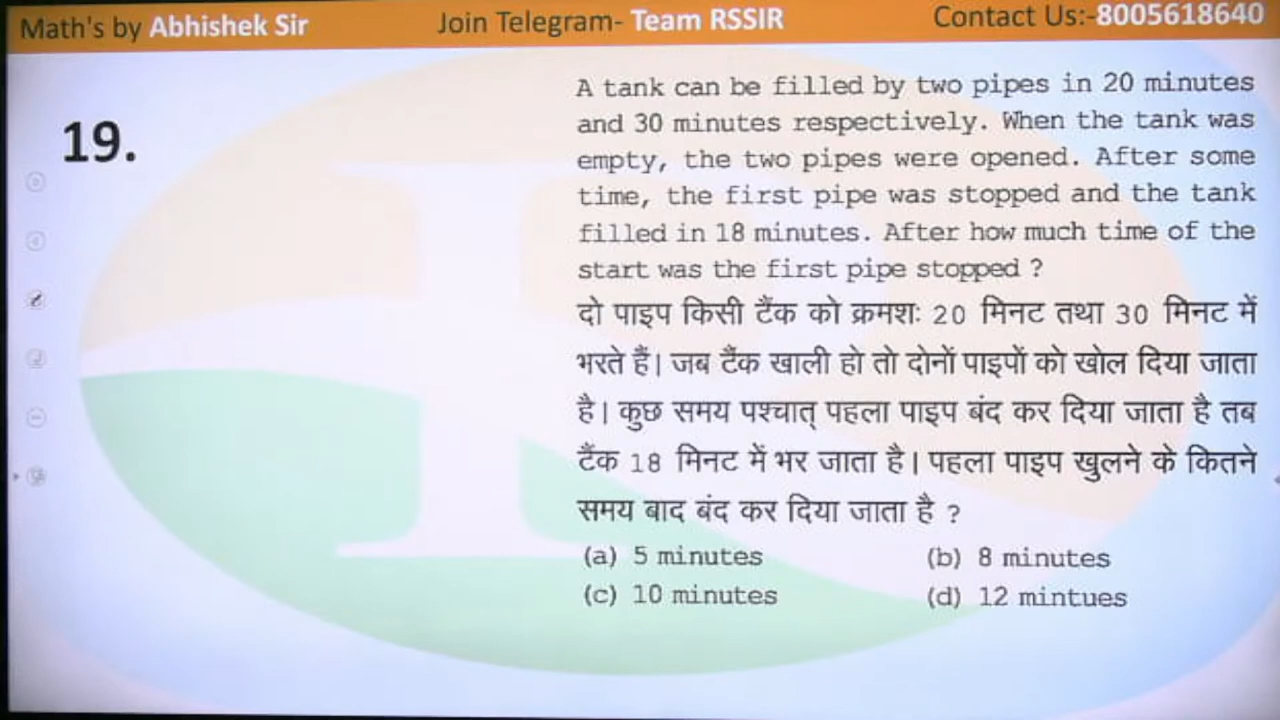 Math's by Abhishek Sir
Join Telegram- Team RSSIR
Contact Us:-8005618640
19.
A tank can be filled by two pipes in 20 minutes
and 30 minutes respectively. When the tank was
empty, the two pipes were opened. After some
time, the first pipe was stopped and the tank
filled in 18 minutes. After how much time of the
start was the first pipe stopped ?
दो पाइप किसी टैंक को क्रमशः 20 मिनट तथा 30 मिनट में
भरते हैं। जब टैंक खाली हो तो दोनों पाइपों को खोल दिया जाता
है। कुछ समय पश्चात् पहला पाइप बंद कर दिया जाता है तब
टैंक 18 मिनट में भर जाता है। पहला पाइप खुलने के कितने
समय बाद बंद कर दिया जाता है ?
(a) 5 minutes
(b) 8 minutes
(c) 10 minutes
(d) 12 mintues